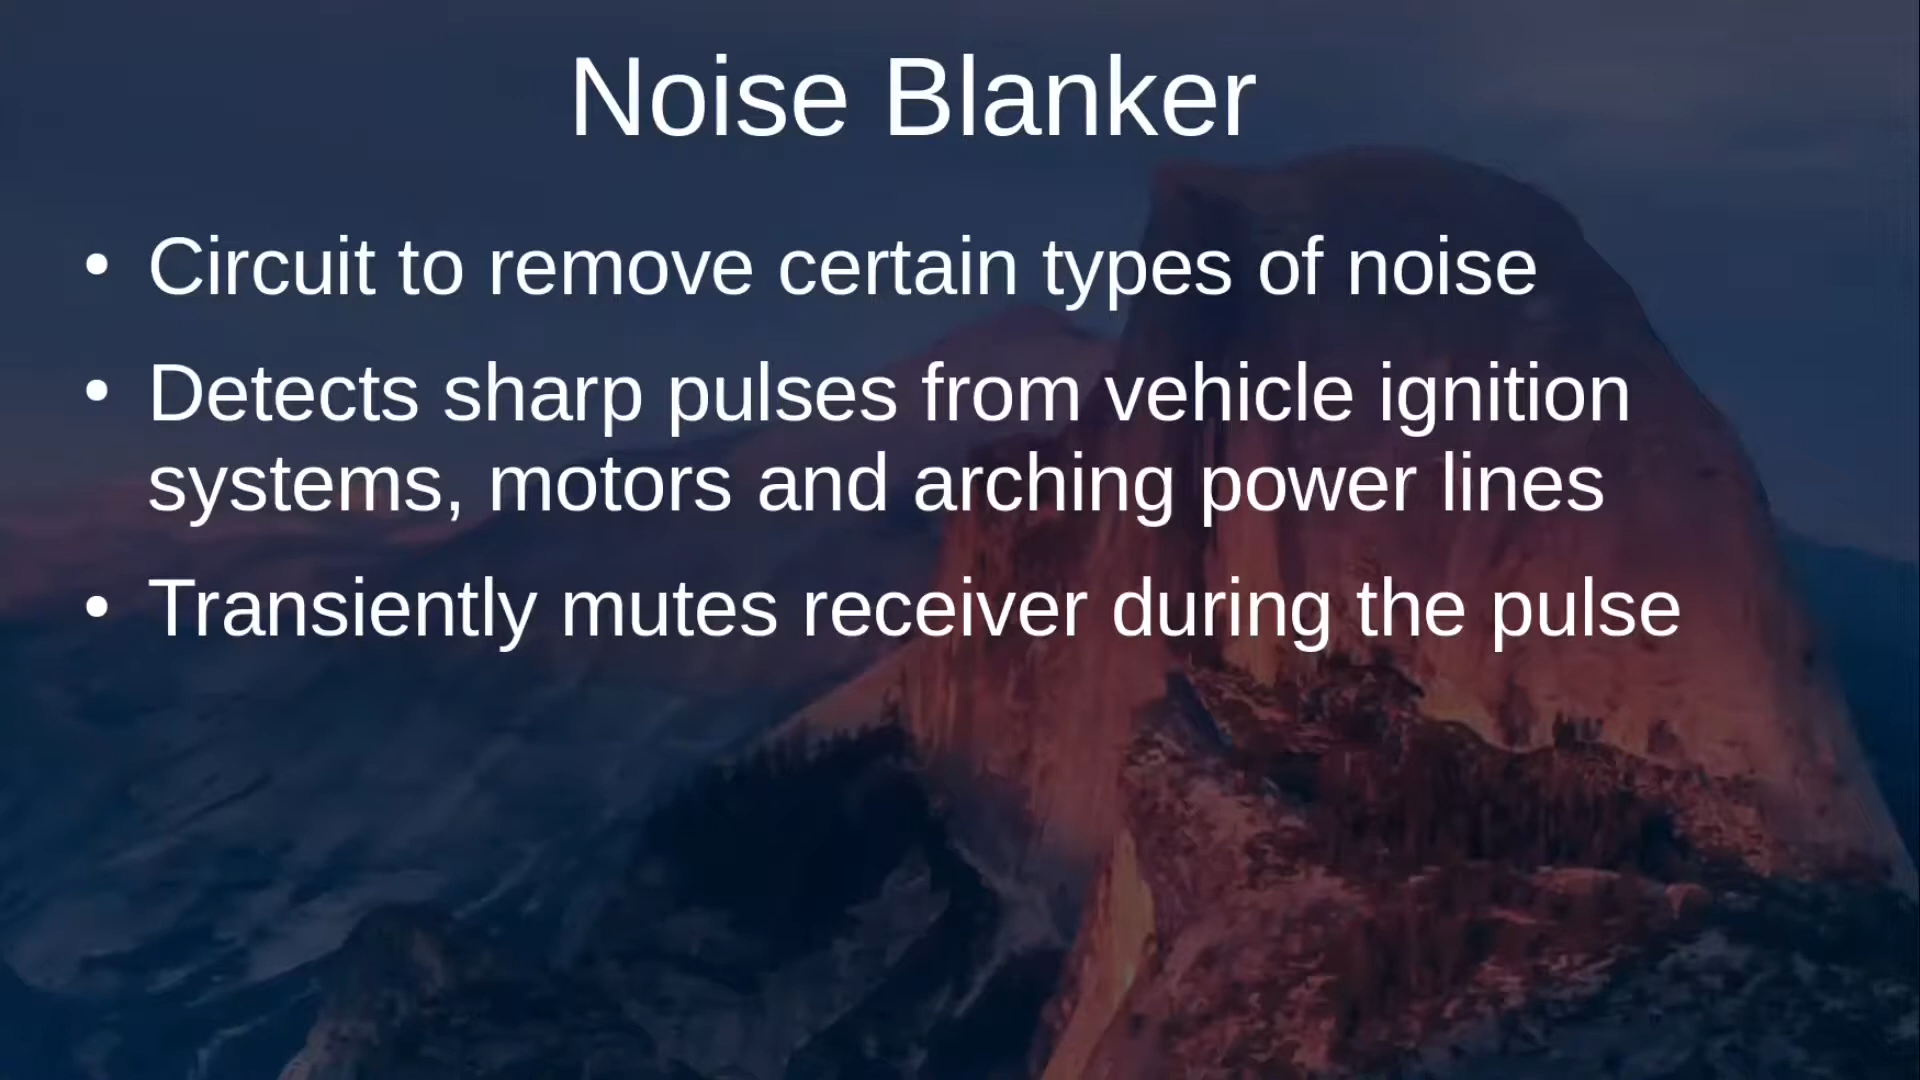 Noise Blanker
• Circuit to remove certain types of noise
• Detects sharp pulses from vehicle ignition
systems, motors and arching power lines
• Transiently mutes receiver during the pulse